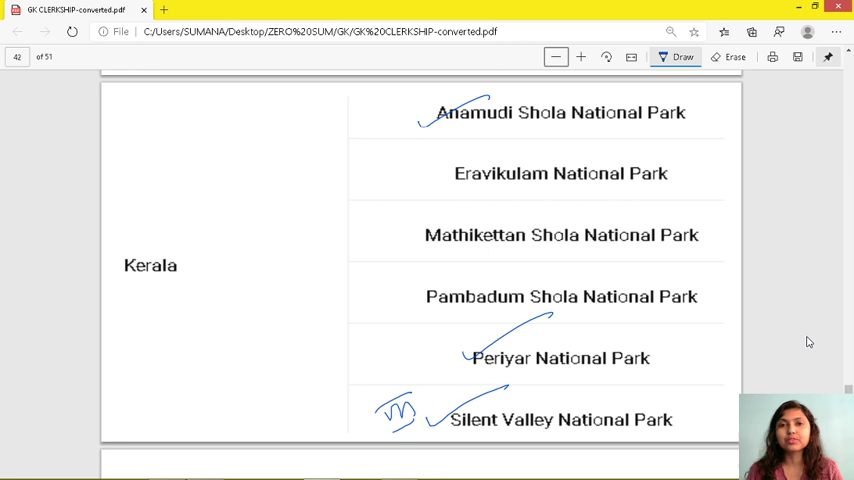 GK CLERKSHIP-converted.pdf
File C:/Users/SUMANA/Desktop/ZERO%20SUM/GK/GK%20CLERKSHIP-converted.pdf
42 of 51 Draw Erase
Anamudi Shola National Park
Eravikulam National Park
Mathikettan Shola National Park
Kerala
Pambadum Shola National Park
Periyar National Park
Silent Valley National Park